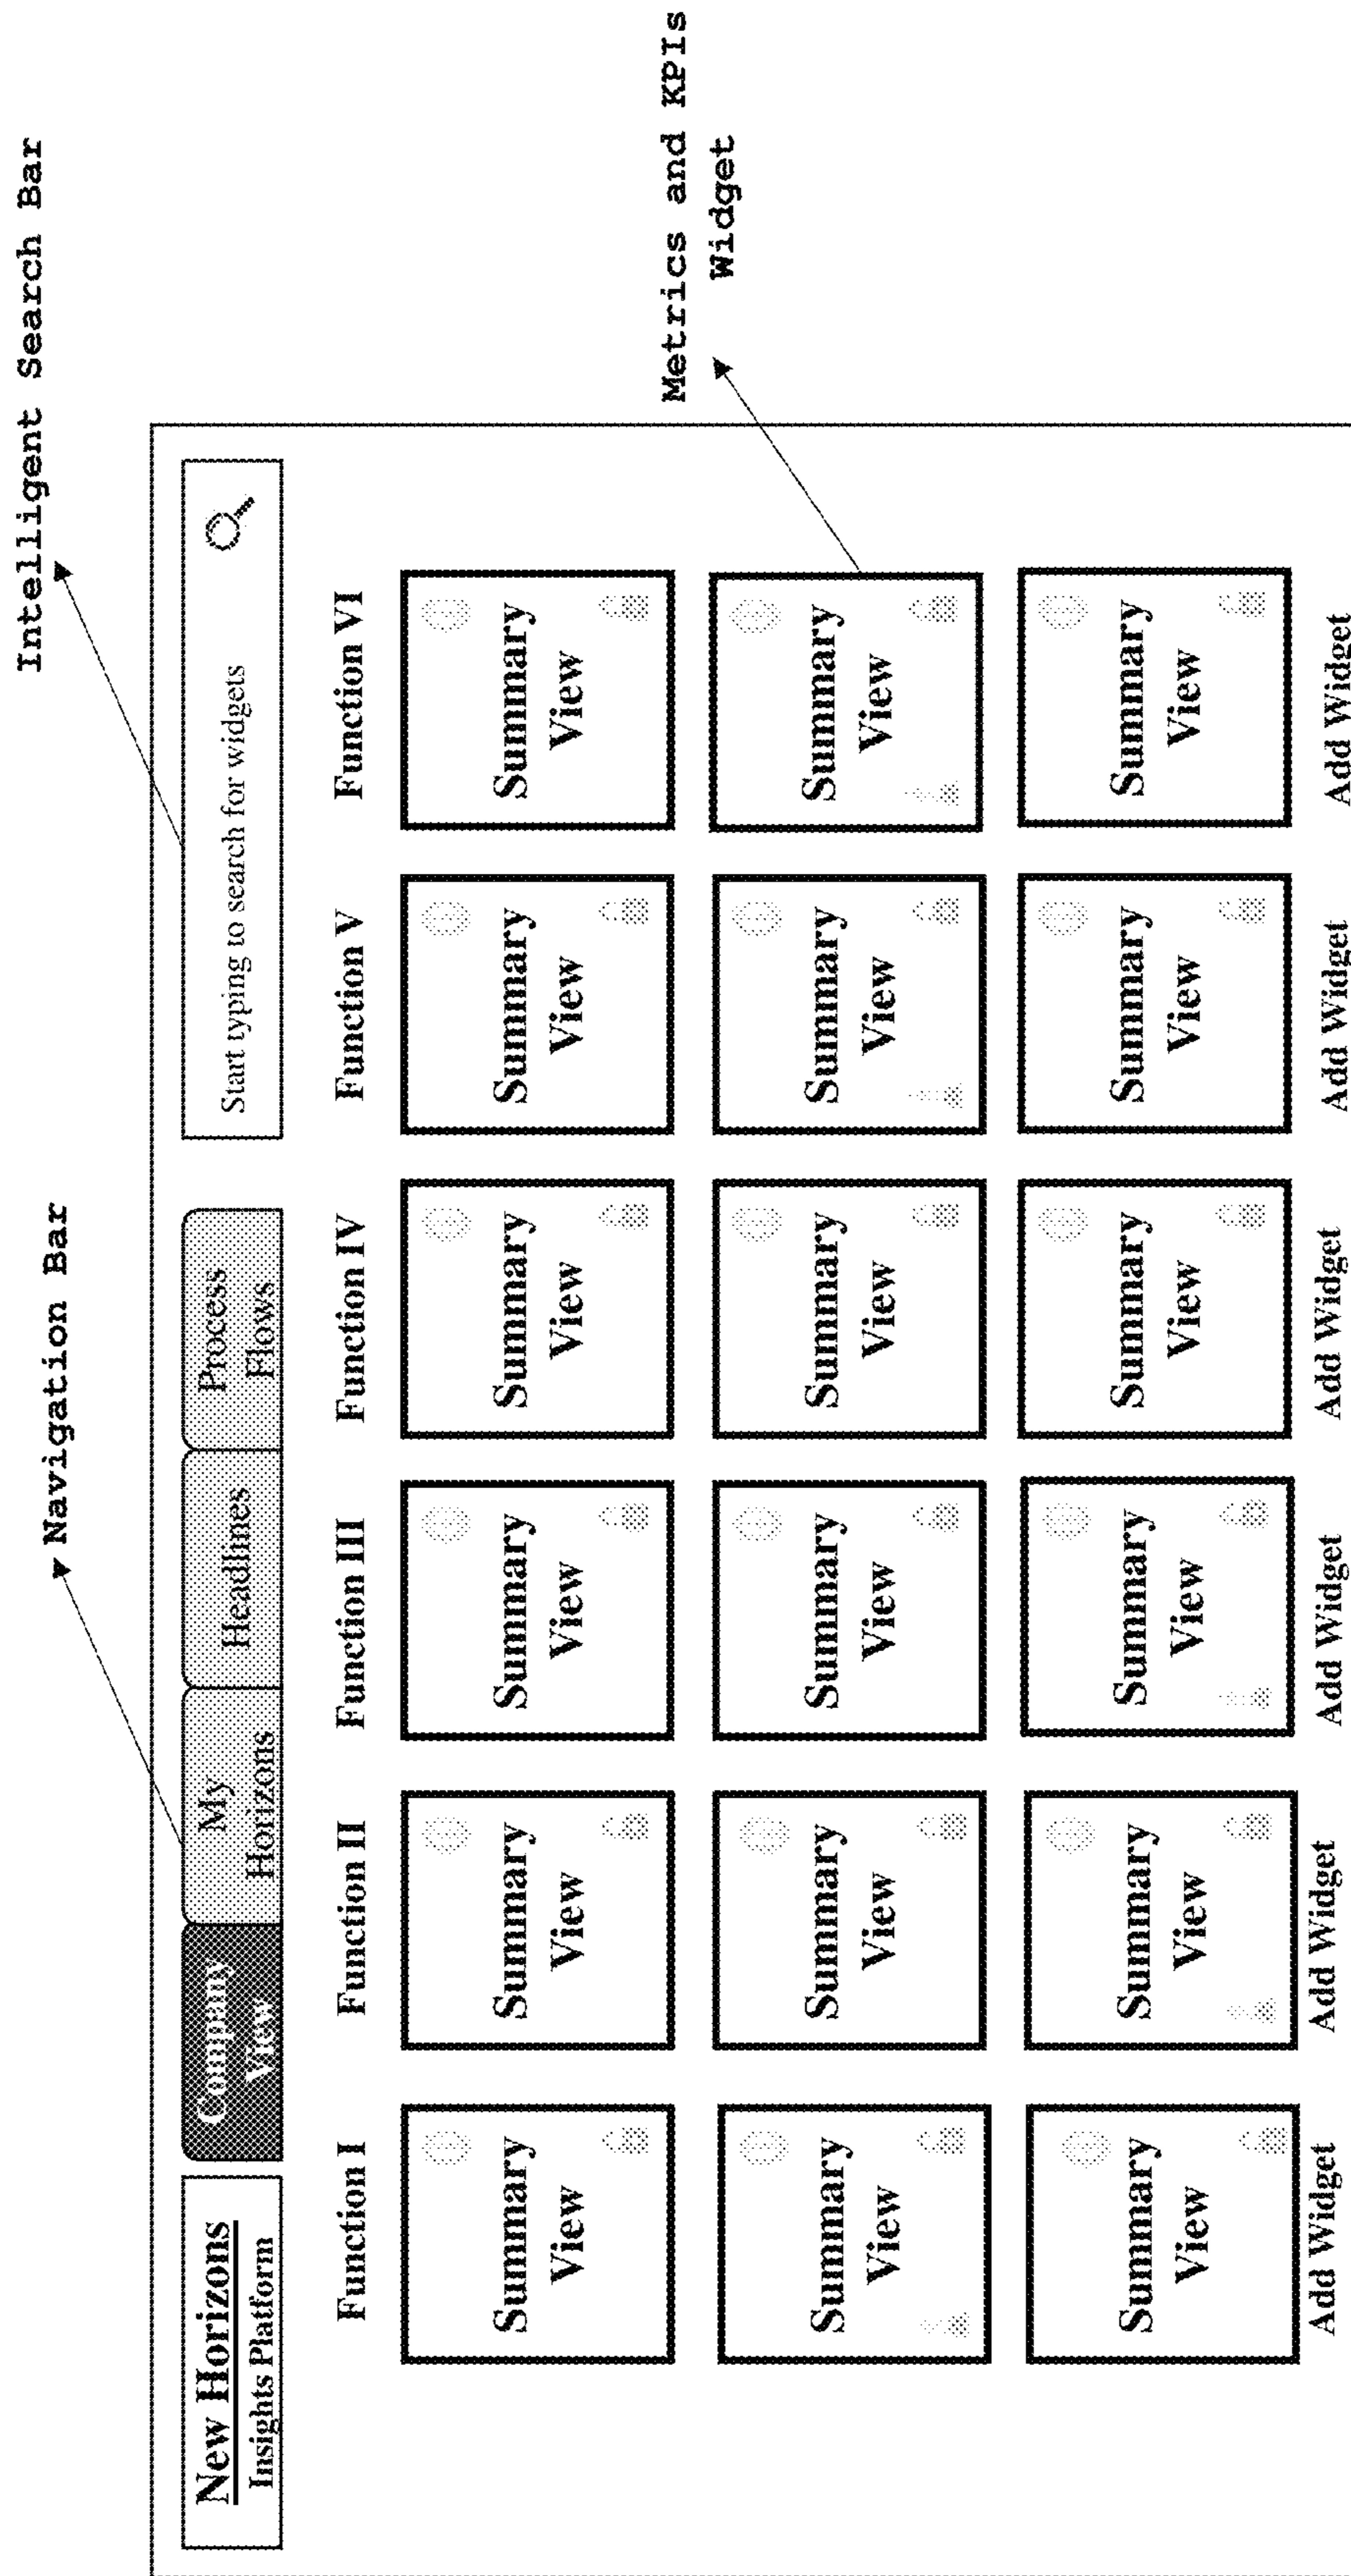 Intelligent Search Bar
Navigation Bar
New Horizons
Insights Platform
Company
View
My
Horizons
Headlines
Process
Flows
Start typing to search for widgets
Function I
Function II
Function III
Function IV
Function V
Function VI
Summary
View
Summary
View
Summary
View
Summary
View
Summary
View
Summary
View
Metrics and KPIs
Widget
Summary
View
Summary
View
Summary
View
Summary
View
Summary
View
Summary
View
Summary
View
Summary
View
Summary
View
Summary
View
Summary
View
Summary
View
Add Widget
Add Widget
Add Widget
Add Widget
Add Widget
Add Widget